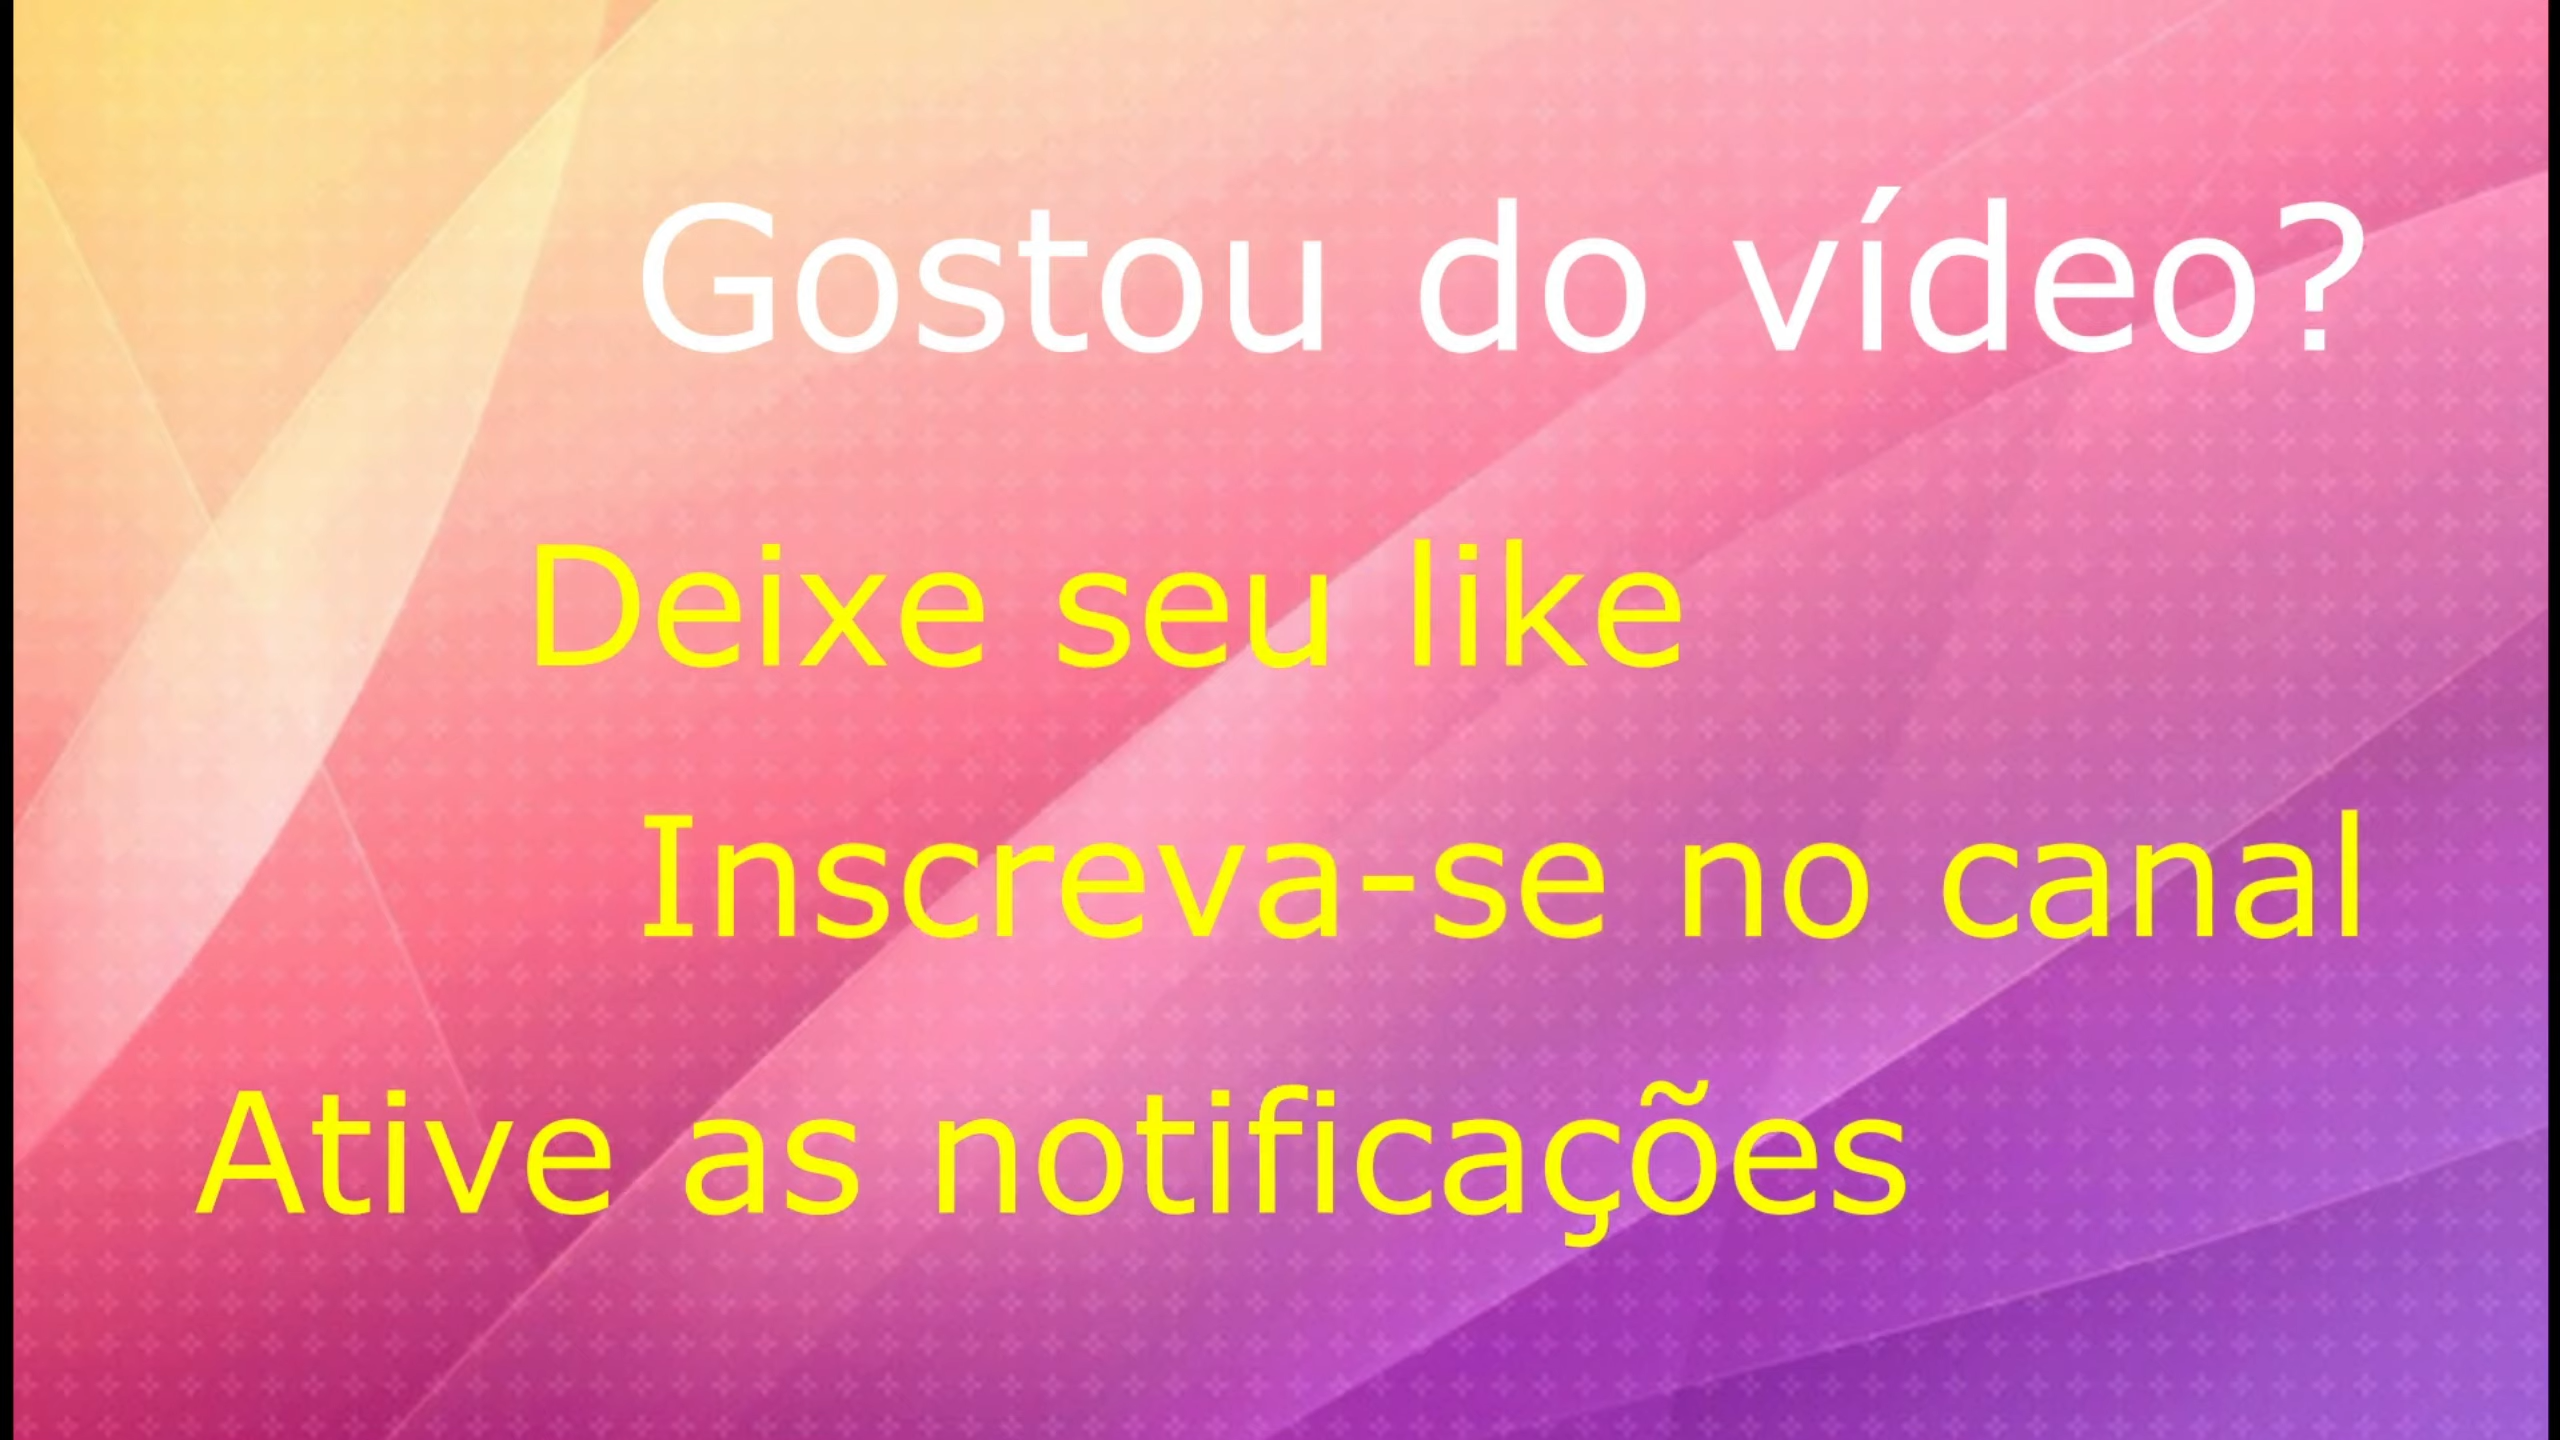 Gostou do vídeo?
Deixe seu like
Inscreva-se no canal
Ative as notificações